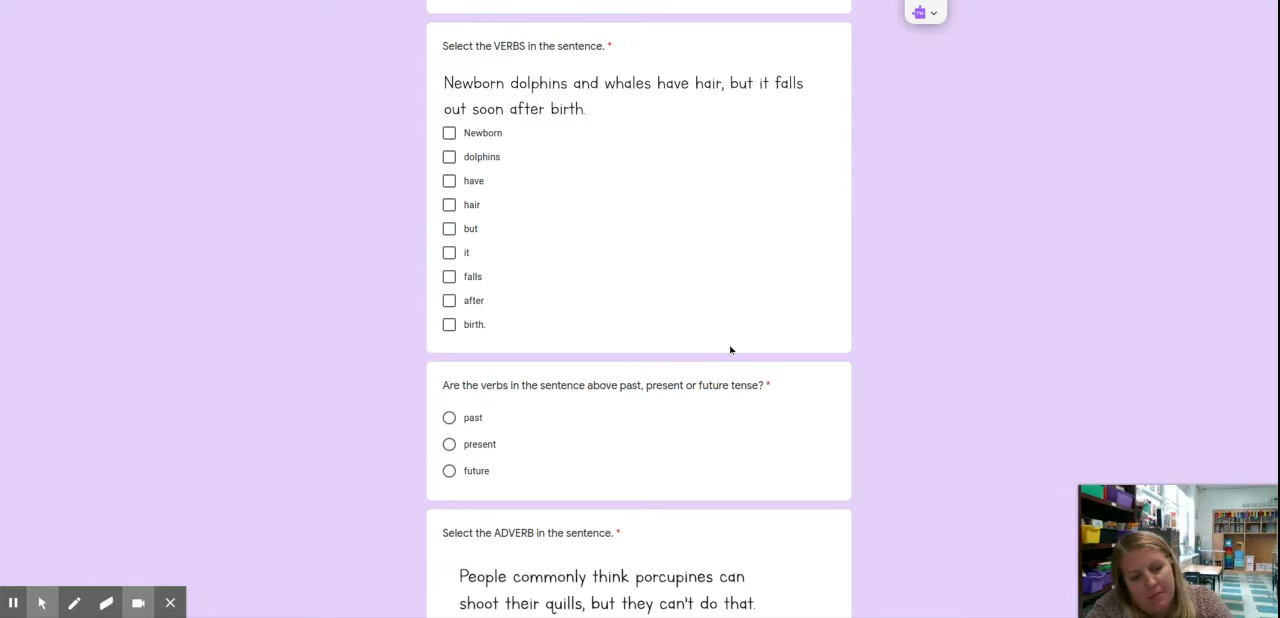 Select the VERBS in the sentence. *
Newborn dolphins and whales have hair, but it falls
out soon after birth.
Newborn
dolphins
have
hair
but
it
falls
after
birth.
Are the verbs in the sentence above past, present or future tense? *
past
present
future
Select the ADVERB in the sentence. *
People commonly think porcupines can
shoot their quills, but they can't do that.